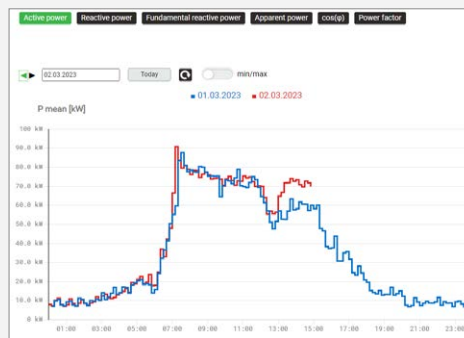 Active power Reactive power Fundamental reactive power Apparent power cos(φ) Power factor
02.03.2023 Today min/max
01.03.2023 02.03.2023
P mean [kW]
100 kW
90.0 kW
80.0 kW
70.0 kW
60.0 kW
50.0 kW
40.0 kW
30.0 kW
20.0 kW
10.0 kW
0 kW
01:00 03:00 05:00 07:00 09:00 11:00 13:00 15:00 17:00 19:00 21:00 23:00